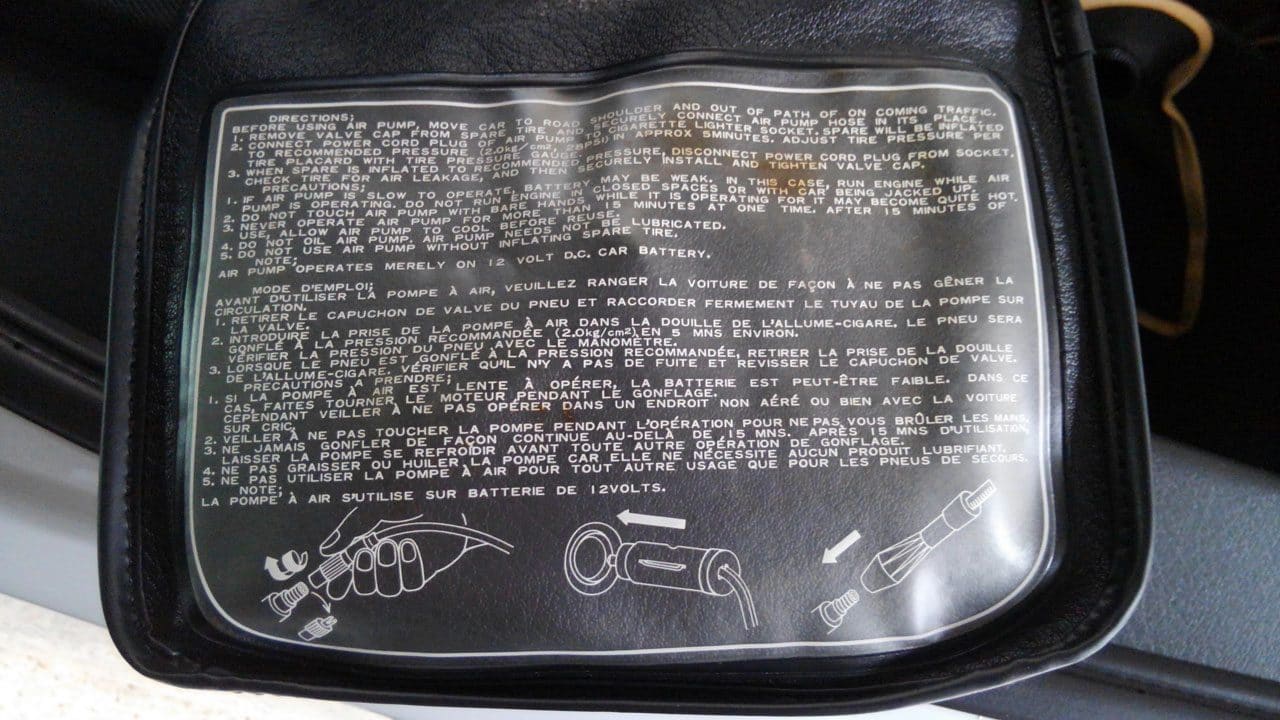 DIRECTIONS;
BEFORE USING AIR PUMP, MOVE CAR TO ROAD SHOULDER AND OUT OF PATH OF ON COMING TRAFFIC.
1. REMOVE VALVE CAP FROM SPARE TIRE AND SECURELY CONNECT AIR PUMP HOSE IN ITS PLACE.
2. CONNECT POWER CORD PLUG OF AIR PUMP TO CIGARETTE LIGHTER SOCKET. SPARE WILL BE INFLATED
TO RECOMMENDED PRESSURE (2.0kg/cm², 28PSI) IN APPROX 5MINUTES. ADJUST TIRE PRESSURE PER
TIRE PLACARD WITH TIRE PRESSURE GAUGE.
3. WHEN SPARE IS INFLATED TO RECOMMENDED PRESSURE, DISCONNECT POWER CORD PLUG FROM SOCKET,
CHECK TIRE FOR AIR LEAKAGE, AND THEN SECURELY INSTALL AND TIGHTEN VALVE CAP.
PRECAUTIONS;
1. IF AIR PUMP IS SLOW TO OPERATE, BATTERY MAY BE WEAK. IN THIS CASE, RUN ENGINE WHILE AIR
PUMP IS OPERATING. DO NOT RUN ENGINE IN CLOSED SPACES OR WITH CAR BEING JACKED UP.
2. DO NOT TOUCH AIR PUMP WITH BARE HANDS WHILE IT IS OPERATING FOR IT MAY BECOME QUITE HOT.
3. NEVER OPERATE AIR PUMP FOR MORE THAN 15 MINUTES AT ONE TIME. AFTER 15 MINUTES OF
USE, ALLOW AIR PUMP TO COOL BEFORE REUSE.
4. DO NOT OIL AIR PUMP. AIR PUMP NEEDS NOT BE LUBRICATED.
5. DO NOT USE AIR PUMP WITHOUT INFLATING SPARE TIRE.
NOTE;
AIR PUMP OPERATES MERELY ON 12 VOLT D.C. CAR BATTERY.
MODE D'EMPLOI;
AVANT D'UTILISER LA POMPE À AIR, VEUILLEZ RANGER LA VOITURE DE FAÇON À NE PAS GÊNER LA
CIRCULATION.
1. RETIRER LE CAPUCHON DE VALVE DU PNEU ET RACCORDER FERMEMENT LE TUYAU DE LA POMPE SUR
LA VALVE.
2. INTRODUIRE LA PRISE DE LA POMPE À AIR DANS LA DOUILLE DE L'ALLUME-CIGARE. LE PNEU SERA
GONFLÉ À LA PRESSION RECOMMANDÉE (2.0kg/cm²) EN 5 MNS ENVIRON.
VÉRIFIER LA PRESSION DU PNEU AVEC LE MANOMÈTRE.
3. LORSQUE LE PNEU EST GONFLÉ À LA PRESSION RECOMMANDÉE, RETIRER LA PRISE DE LA DOUILLE
DE L'ALLUME-CIGARE. VÉRIFIER QU'IL N'Y A PAS DE FUITE ET REVISSER LE CAPUCHON DE VALVE.
PRÉCAUTIONS A PRENDRE;
1. SI LA POMPE À AIR EST LENTE À OPÉRER, LA BATTERIE EST PEUT-ÊTRE FAIBLE. DANS CE
CAS, FAITES TOURNER LE MOTEUR PENDANT LE GONFLAGE.
CEPENDANT VEILLER À NE PAS OPÉRER DANS UN ENDROIT NON AÉRÉ OU BIEN AVEC LA VOITURE
SUR CRIC.
2. VEILLER À NE PAS TOUCHER LA POMPE PENDANT L'OPÉRATION POUR NE PAS VOUS BRÛLER LES MAINS.
3. NE JAMAIS GONFLER DE FAÇON CONTINUE AU-DELÀ DE 15 MNS. APRÈS 15 MNS D'UTILISATION,
LAISSER LA POMPE SE REFROIDIR AVANT TOUTE AUTRE OPÉRATION DE GONFLAGE.
4. NE PAS GRAISSER OU HUILER LA POMPE CAR ELLE NE NÉCESSITE AUCUN PRODUIT LUBRIFIANT.
5. NE PAS UTILISER LA POMPE À AIR POUR TOUT AUTRE USAGE QUE POUR LES PNEUS DE SECOURS.
NOTE;
LA POMPE À AIR S'UTILISE SUR BATTERIE DE 12VOLTS.